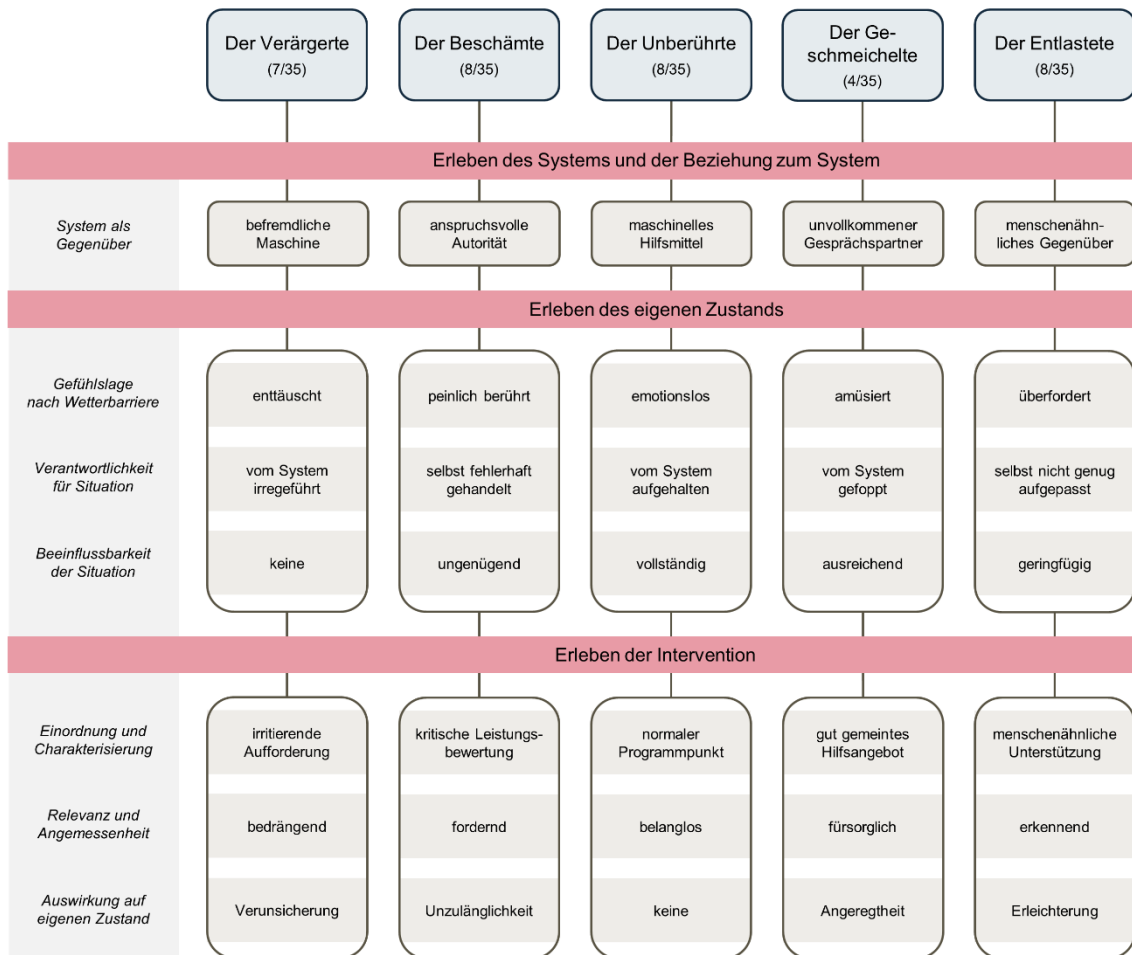 Der Verärgerte
(7/35)
Der Beschämte
(8/35)
Der Unberührte
(8/35)
Der Ge-
schmeichelte
(4/35)
Der Entlastete
(8/35)
Erleben des Systems und der Beziehung zum System
System als
Gegenüber
befremdliche
Maschine
anspruchsvolle
Autorität
maschinelles
Hilfsmittel
unvollkommener
Gesprächspartner
menschenähn-
liches Gegenüber
Erleben des eigenen Zustands
Gefühlslage
nach Wetterbarriere
enttäuscht
peinlich berührt
emotionslos
amüsiert
überfordert
Verantwortlichkeit
für Situation
vom System
irregeführt
selbst fehlerhaft
gehandelt
vom System
aufgehalten
vom System
gefoppt
selbst nicht genug
aufgepasst
Beeinflussbarkeit
der Situation
keine
ungenügend
vollständig
ausreichend
geringfügig
Erleben der Intervention
Einordnung und
Charakterisierung
irritierende
Aufforderung
kritische Leistungs-
bewertung
normaler
Programmpunkt
gut gemeintes
Hilfsangebot
menschenähnliche
Unterstützung
Relevanz und
Angemessenheit
bedrängend
fordernd
belanglos
fürsorglich
erkennend
Auswirkung auf
eigenen Zustand
Verunsicherung
Unzulänglichkeit
keine
Angeregtheit
Erleichterung